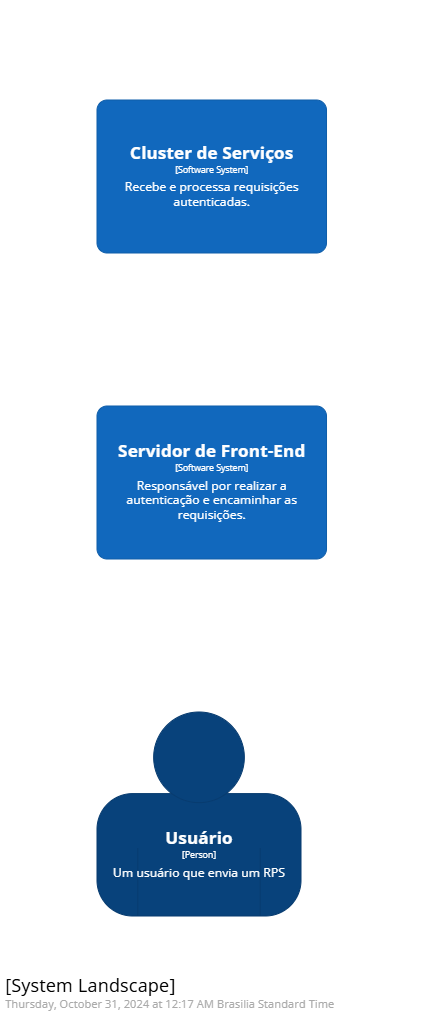 Cluster de Serviços
[Software System]
Recebe e processa requisições
autenticadas.
Servidor de Front-End
[Software System]
Responsável por realizar a
autenticação e encaminhar as
requisições.
Usuário
[Person]
Um usuário que envia um RPS
[System Landscape]
Thursday, October 31, 2024 at 12:17 AM Brasilia Standard Time